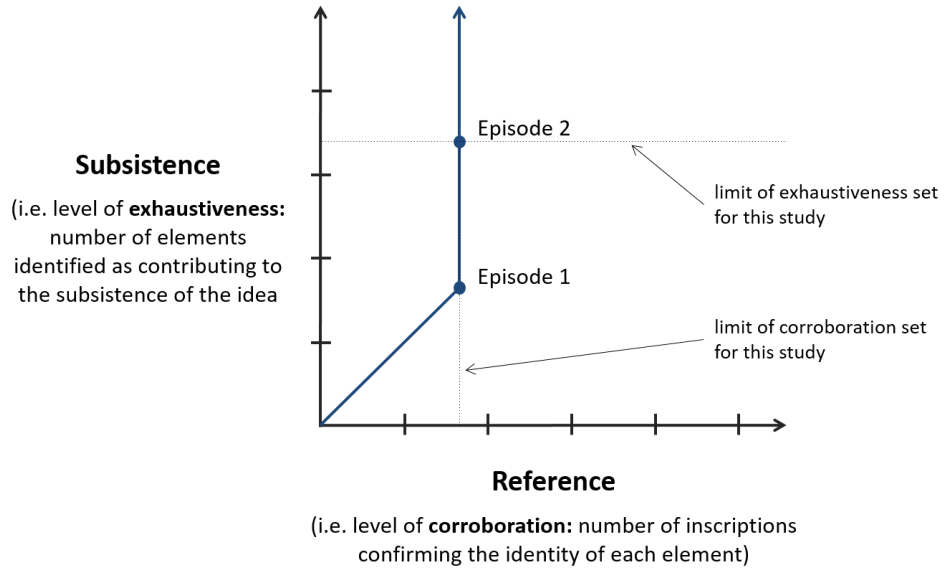 Episode 2
Subsistence
(i.e. level of exhaustiveness:
number of elements
identified as contributing to
the subsistence of the idea
limit of exhaustiveness set
for this study
Episode 1
limit of corroboration set
for this study
Reference
(i.e. level of corroboration: number of inscriptions
confirming the identity of each element)